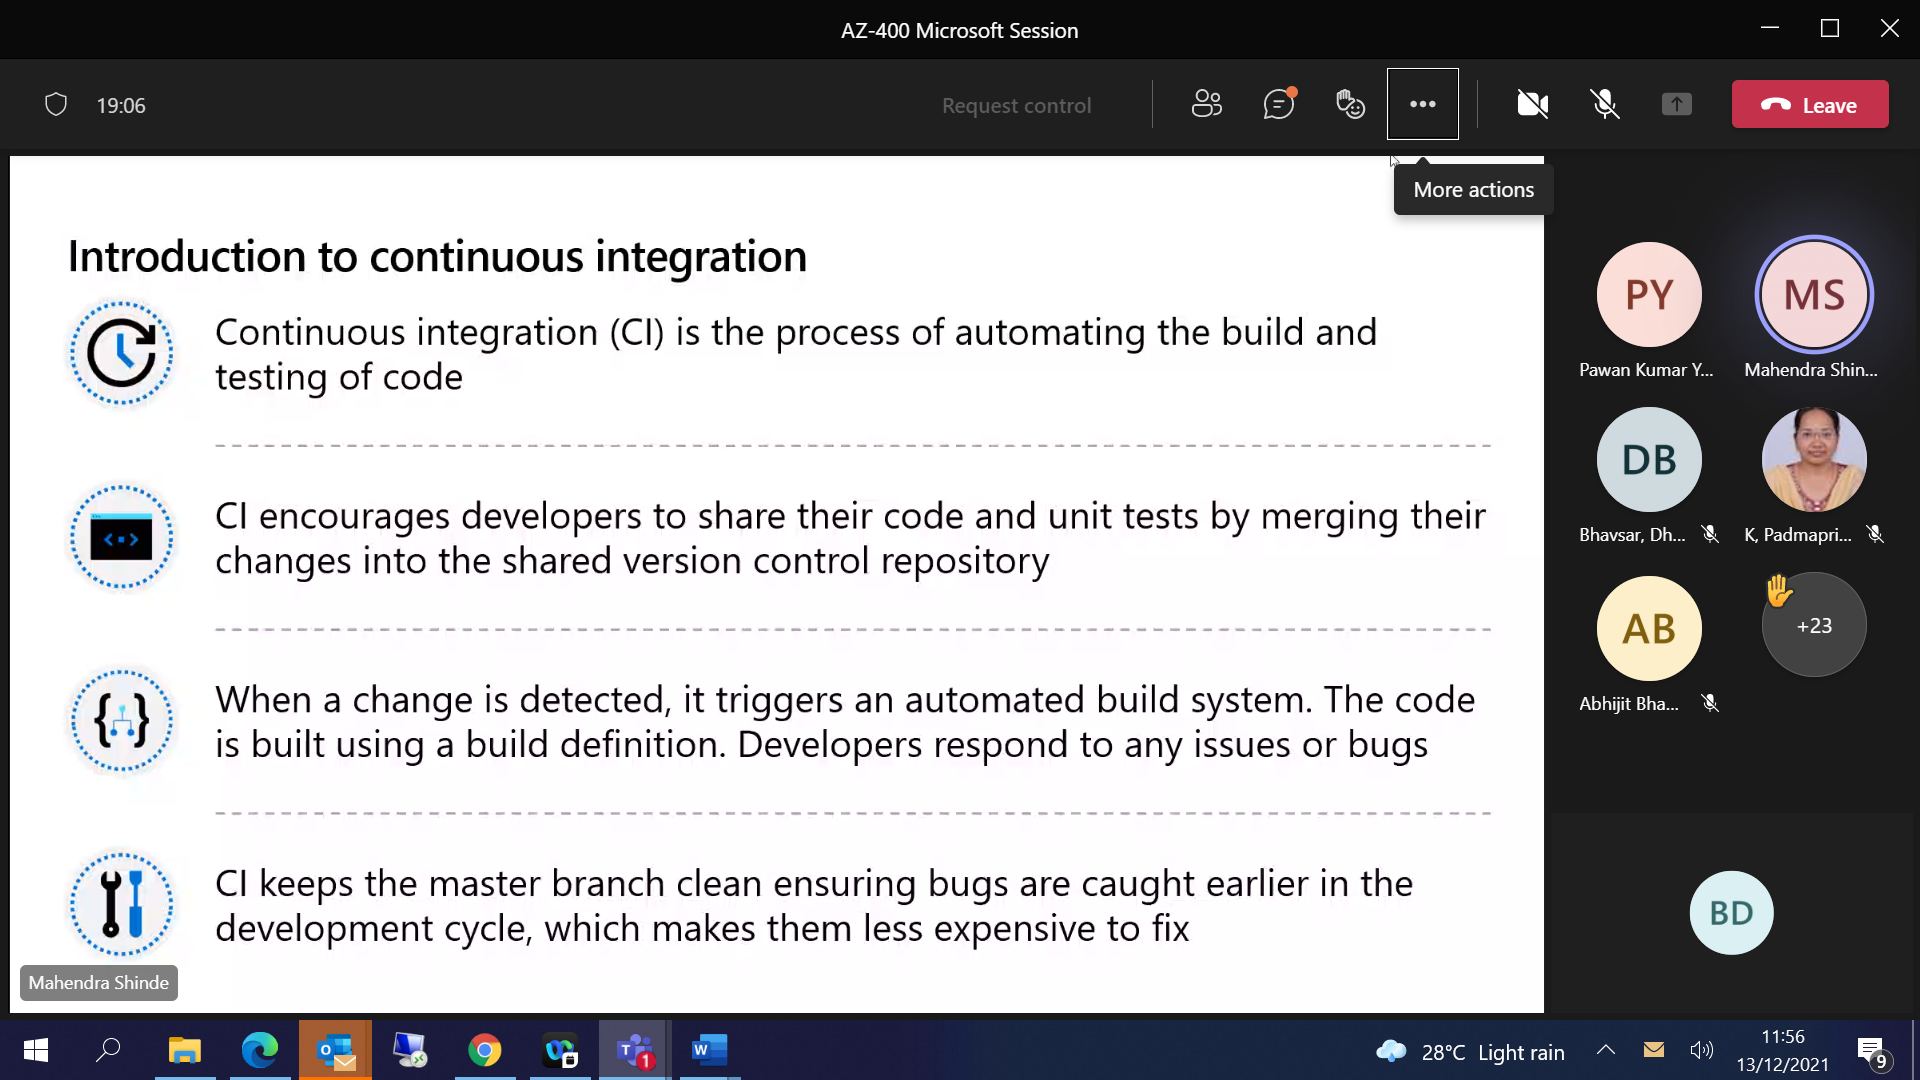 AZ-400 Microsoft Session
19:06
Request control
Leave
More actions
Introduction to continuous integration
Continuous integration (CI) is the process of automating the build and
testing of code
CI encourages developers to share their code and unit tests by merging their
changes into the shared version control repository
When a change is detected, it triggers an automated build system. The code
is built using a build definition. Developers respond to any issues or bugs
CI keeps the master branch clean ensuring bugs are caught earlier in the
development cycle, which makes them less expensive to fix
Mahendra Shinde
PY
MS
Pawan Kumar Y...
Mahendra Shin...
DB
Bhavsar, Dh...
K, Padmapri...
AB
+23
Abhijit Bha...
BD
1
28°C Light rain
11:56
13/12/2021
9